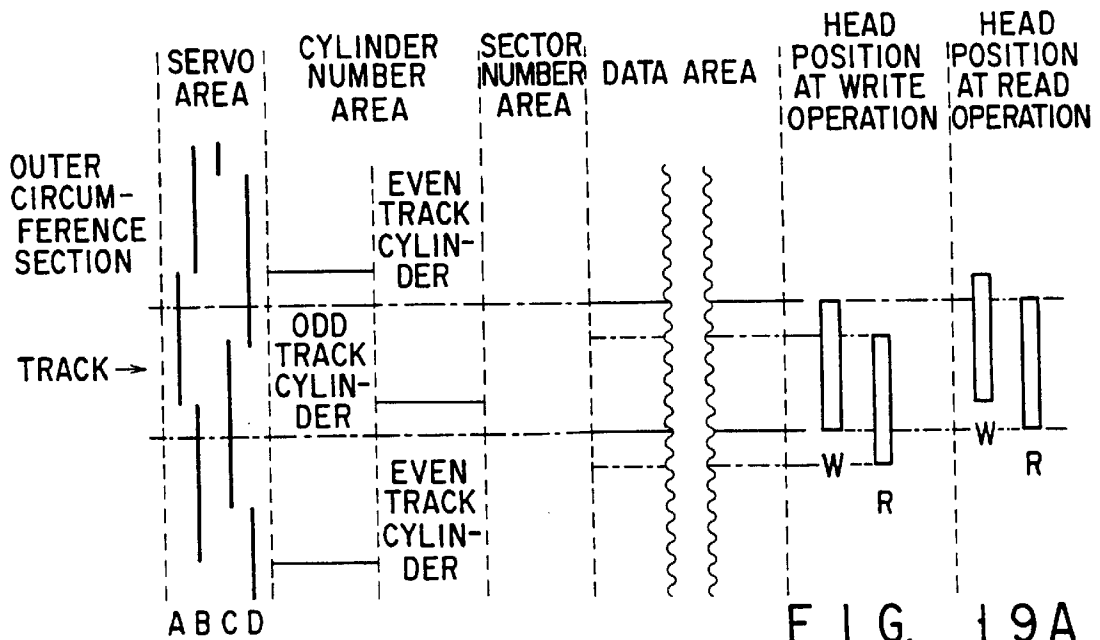 SERVO
AREA
CYLINDER
NUMBER
AREA
SECTOR
NUMBER
AREA
DATA AREA
HEAD
POSITION
AT WRITE
OPERATION
HEAD
POSITION
AT READ
OPERATION
OUTER
CIRCUM-
FERENCE
SECTION
EVEN
TRACK
CYLIN-
DER
ODD
TRACK
CYLIN-
DER
TRACK
EVEN
TRACK
CYLIN-
DER
W
R
W
R
A B C D
FIG. 19A